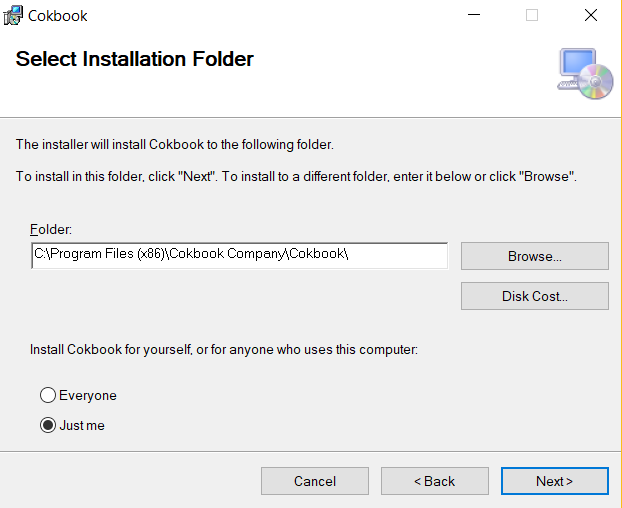 Cokbook
Select Installation Folder
The installer will install Cokbook to the following folder.
To install in this folder, click "Next". To install to a different folder, enter it below or click "Browse".
Folder:
C:\Program Files (x86)\Cokbook Company\Cokbook\
Browse...
Disk Cost...
Install Cokbook for yourself, or for anyone who uses this computer:
Everyone
Just me
Cancel
< Back
Next >